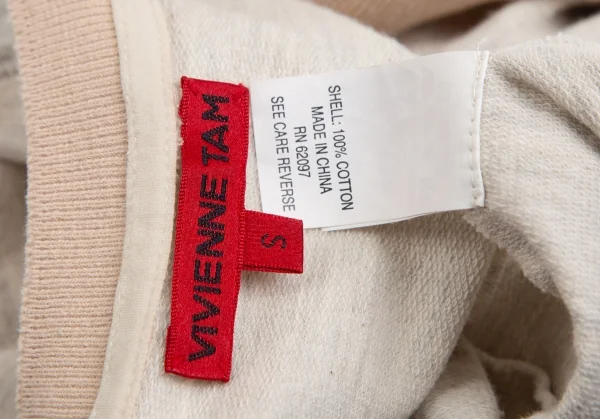 VIVIENNE TAM
S
SHELL: 100% COTTON
MADE IN CHINA
RN 62097
SEE CARE REVERSE